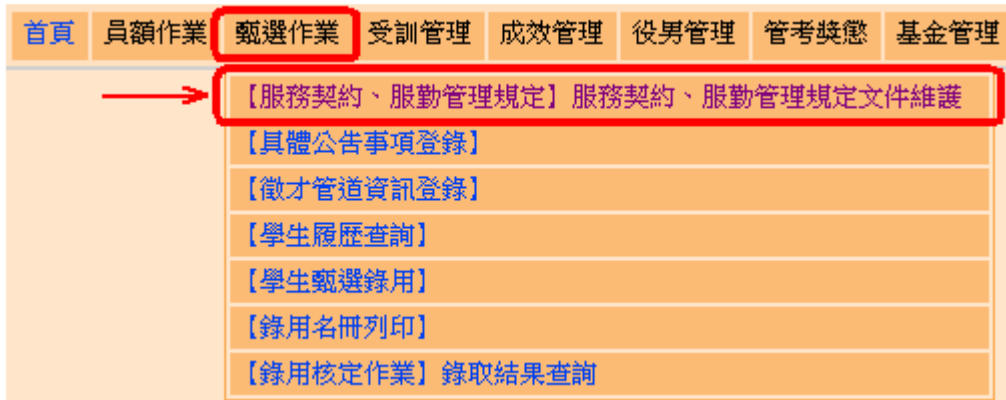 首頁 員額作業 甄選作業 受訓管理 成效管理 役男管理 管考獎懲 基金管理
【服務契約、服勤管理規定】服務契約、服勤管理規定文件維護
【具體公告事項登錄】
【徵才管道資訊登錄】
【學生履歷查詢】
【學生甄選錄用】
【錄用名冊列印】
【錄用核定作業】錄取結果查詢